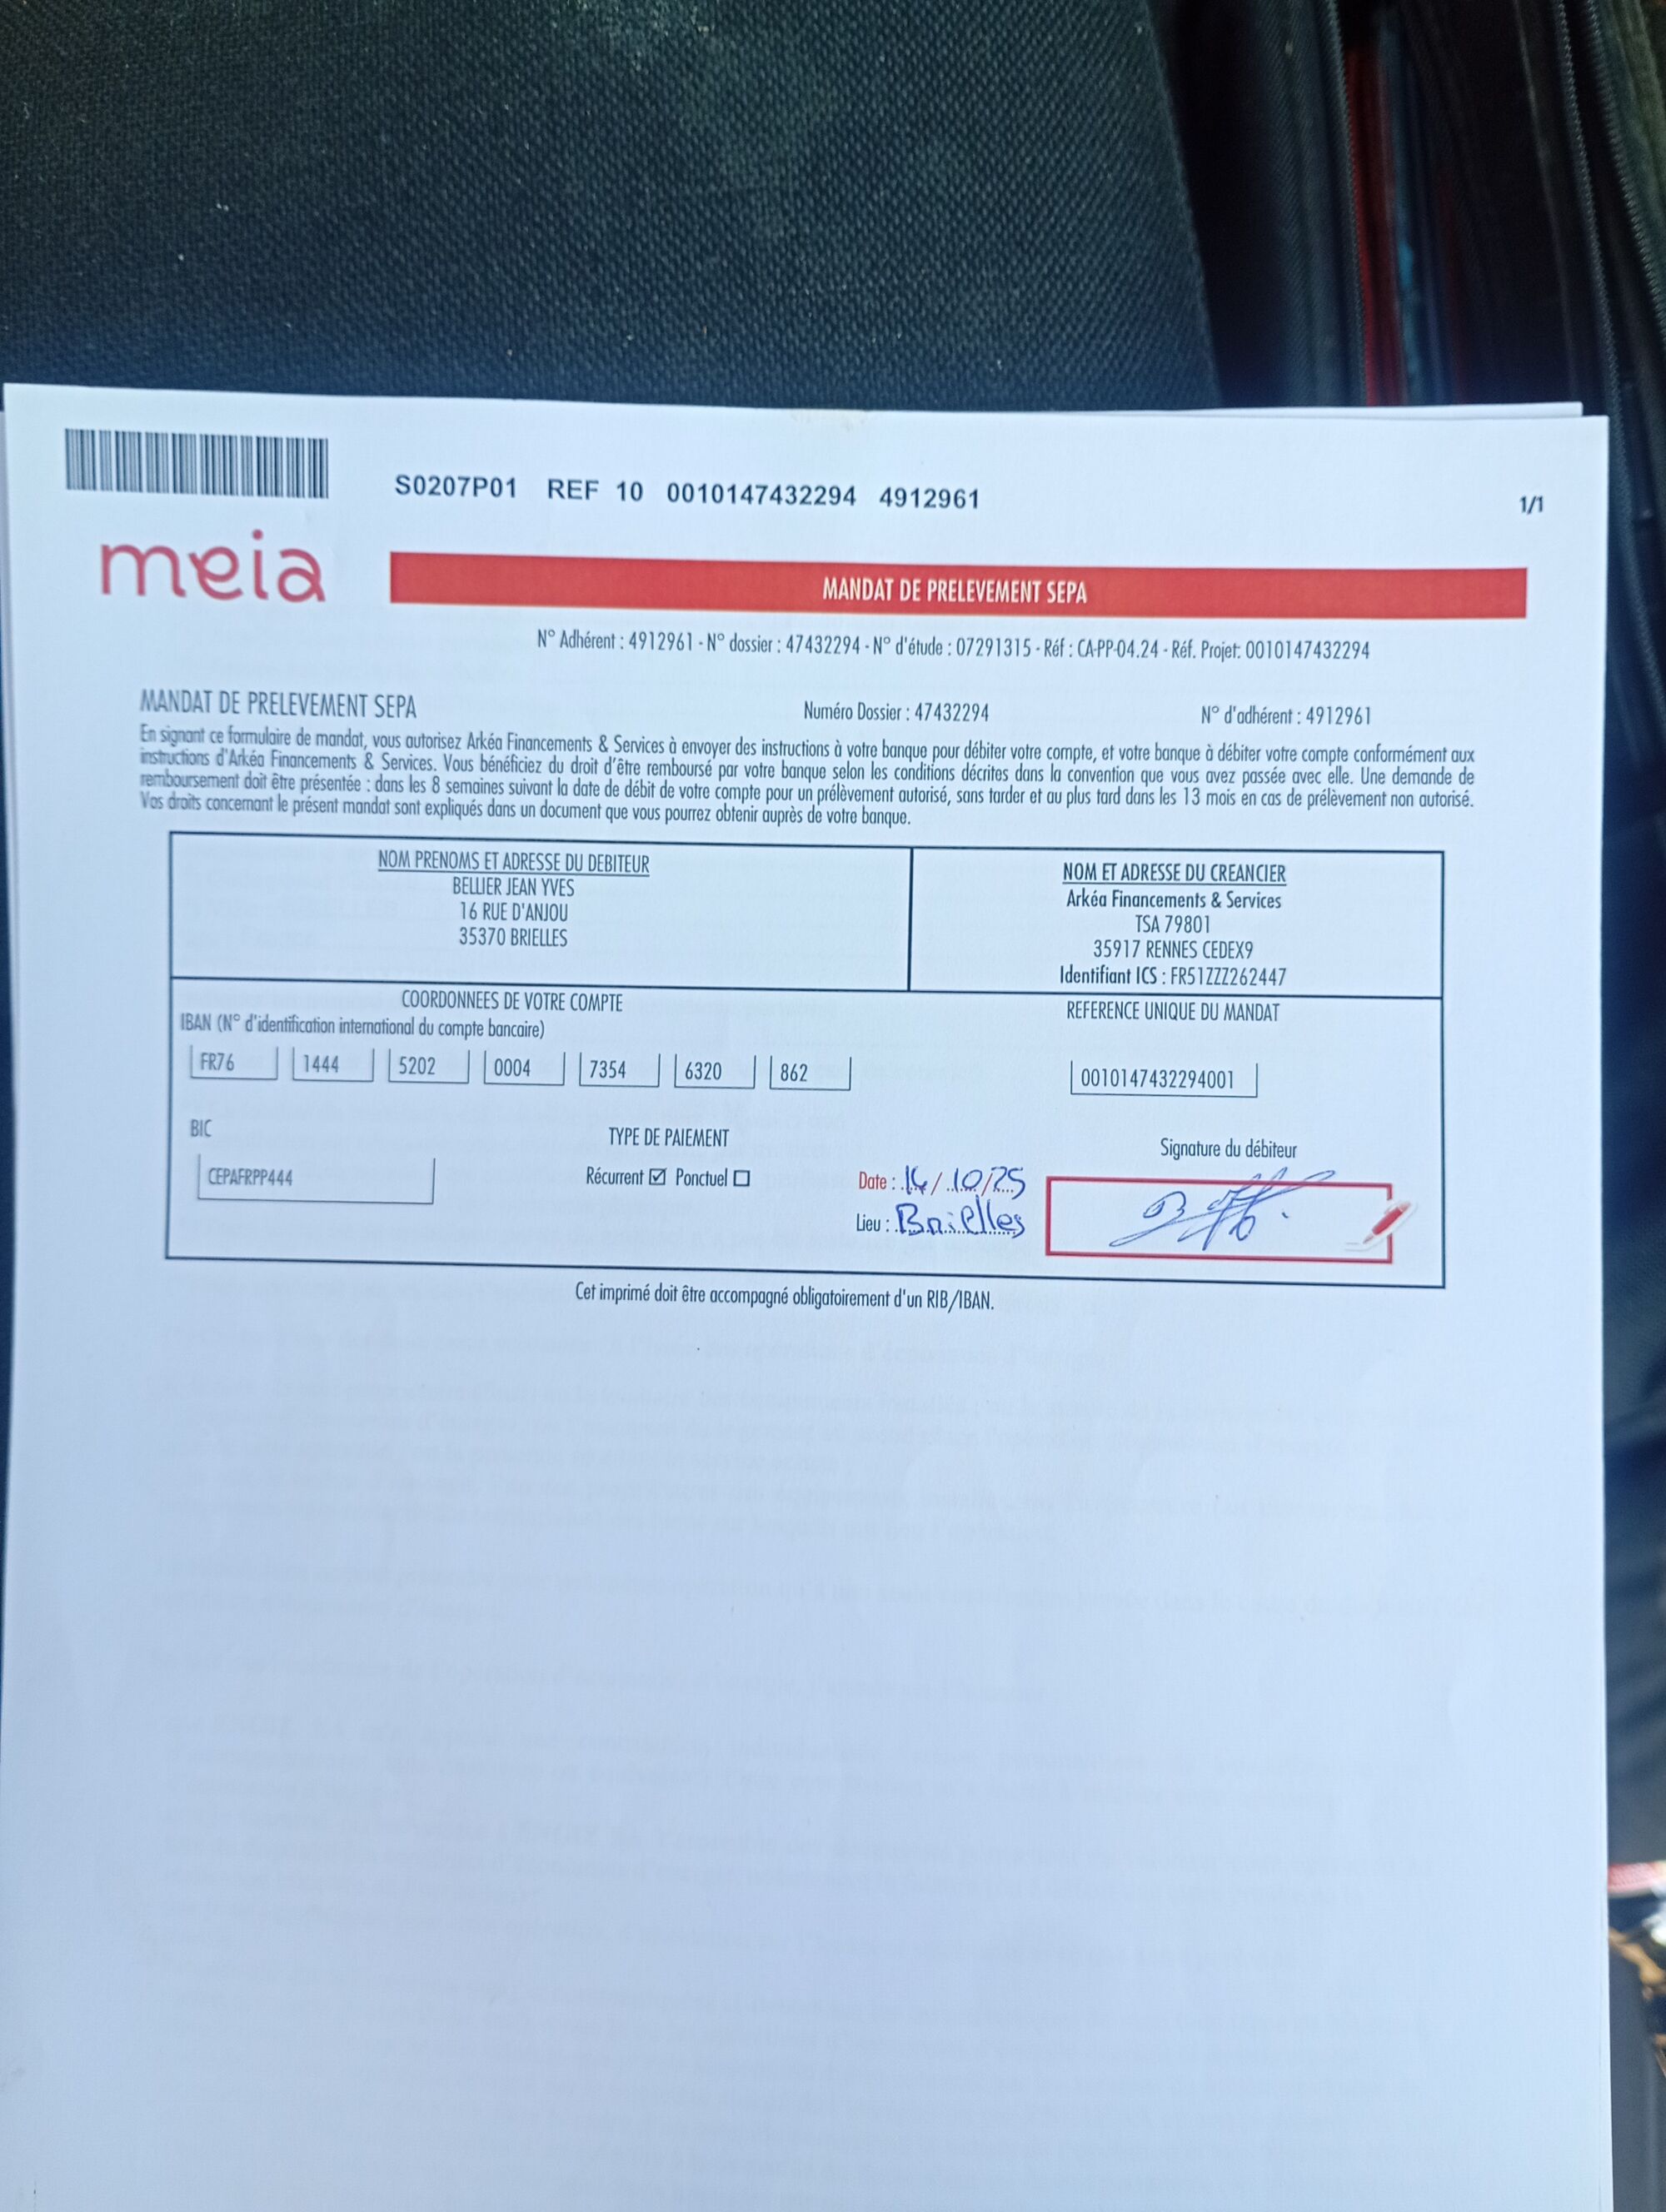 S0207P01 REF 10 0010147432294 4912961
1/1
meia
MANDAT DE PRELEVEMENT SEPA
N° Adhérent : 4912961 - N° dossier : 47432294 - N° d'étude : 07291315 - Réf : CA-PP-04.24 - Réf. Projet: 0010147432294
MANDAT DE PRELEVEMENT SEPA Numéro Dossier : 47432294 N° d'adhérent : 4912961
En signant ce formulaire de mandat, vous autorisez Arkéa Financements & Services à envoyer des instructions à votre banque pour débiter votre compte, et votre banque à débiter votre compte conformément aux
instructions d'Arkéa Financements & Services. Vous bénéficiez du droit d'être remboursé par votre banque selon les conditions décrites dans la convention que vous avez passée avec elle. Une demande de
remboursement doit être présentée : dans les 8 semaines suivant la date de débit de votre compte pour un prélèvement autorisé, sans tarder et au plus tard dans les 13 mois en cas de prélèvement non autorisé.
Vos droits concernant le présent mandat sont expliqués dans un document que vous pourrez obtenir auprès de votre banque.
NOM PRENOMS ET ADRESSE DU DEBITEUR
BELLIER JEAN YVES
16 RUE D'ANJOU
35370 BRIELLES
NOM ET ADRESSE DU CREANCIER
Arkéa Financements & Services
TSA 79801
35917 RENNES CEDEX9
Identifiant ICS : FR51ZZZ262447
COORDONNEES DE VOTRE COMPTE
IBAN (N° d'identification international du compte bancaire)
FR76 1444 5202 0004 7354 6320 862
REFERENCE UNIQUE DU MANDAT
0010147432294001
BIC
CEPAFRPP444
TYPE DE PAIEMENT
Récurrent ☑ Ponctuel ☐
Date : 14/10/25
Lieu : Brielles
Signature du débiteur
Cet imprimé doit être accompagné obligatoirement d'un RIB/IBAN.